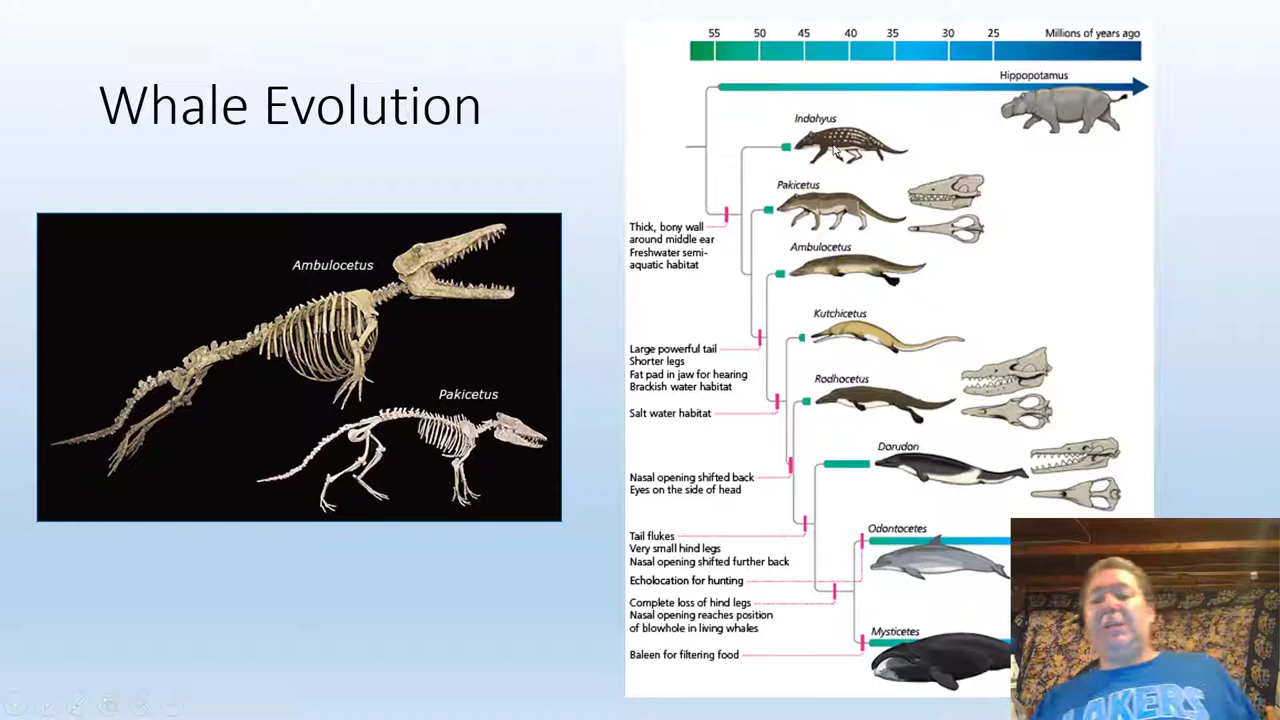 Whale Evolution
Ambulocetus
Pakicetus
55 50 45 40 35 30 25 Millions of years ago
Hippopotamus
Indohyus
Pakicetus
Thick, bony wall
around middle ear
Freshwater semi-
aquatic habitat
Ambulocetus
Kutchicetus
Large powerful tail
Shorter legs
Fat pad in jaw for hearing
Brackish water habitat
Rodhocetus
Salt water habitat
Dorudon
Nasal opening shifted back
Eyes on the side of head
Odontocetes
Tail flukes
Very small hind legs
Nasal opening shifted further back
Echolocation for hunting
Complete loss of hind legs
Nasal opening reaches position
of blowhole in living whales
Mysticetes
Baleen for filtering food
LAKERS